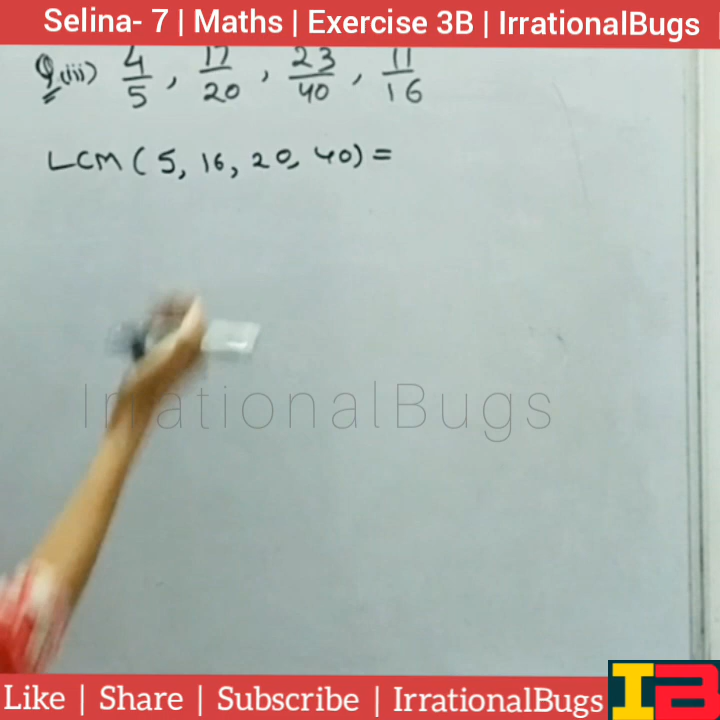 Selina- 7 | Maths | Exercise 3B | IrrationalBugs
Q.(iii) 4/5, 17/20, 23/40, 11/16
LCM (5, 16, 20, 40) =
IrrationalBugs
Like | Share | Subscribe | IrrationalBugs
IB